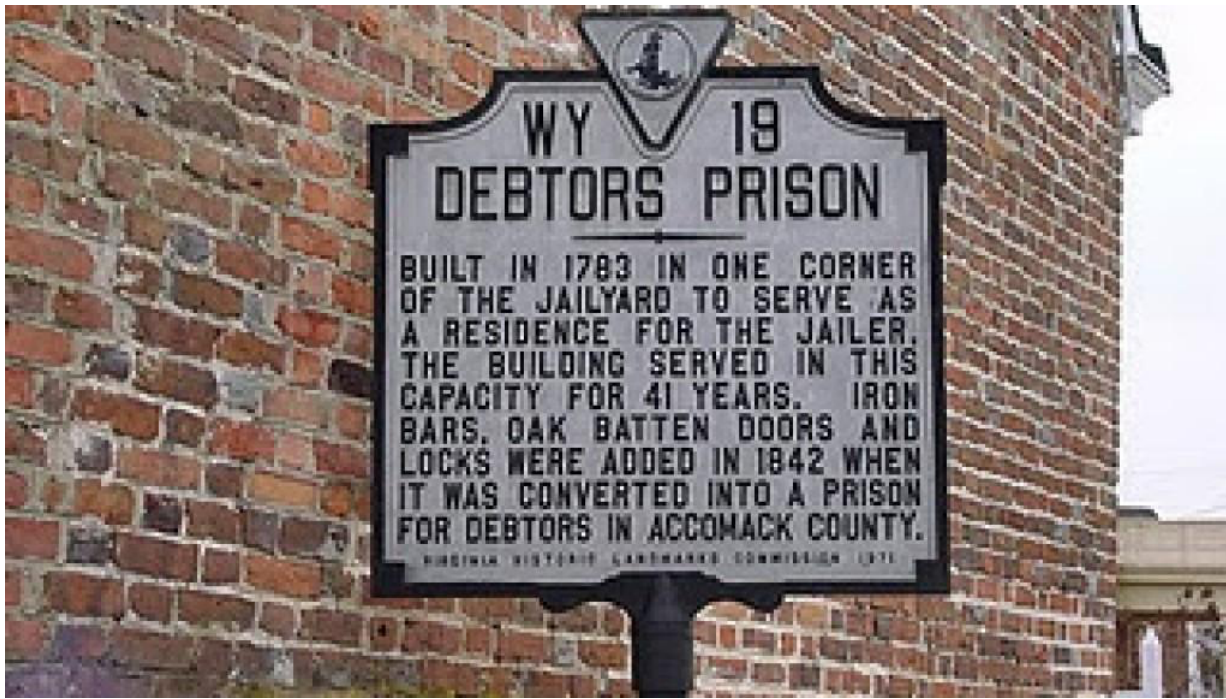 WY 19
DEBTORS PRISON
BUILT IN 1783 IN ONE CORNER
OF THE JAILYARD TO SERVE AS
A RESIDENCE FOR THE JAILER,
THE BUILDING SERVED IN THIS
CAPACITY FOR 41 YEARS. IRON
BARS, OAK BATTEN DOORS AND
LOCKS WERE ADDED IN 1842 WHEN
IT WAS CONVERTED INTO A PRISON
FOR DEBTORS IN ACCOMACK COUNTY.
VIRGINIA HISTORIC LANDMARKS COMMISSION 1971